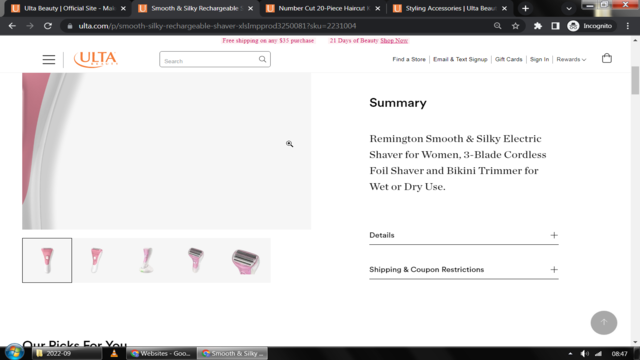 Ulta Beauty | Official Site - Ma
Smooth & Silky Rechargeable
Number Cut 20-Piece Haircut K
Styling Accessories | Ulta Beau
ulta.com/p/smooth-silky-rechargeable-shaver-xlsImpprod3250081?sku=2231004
Incognito
Free shipping on any $35 purchase 21 Days of Beauty Shop Now
ULTA
BEAUTY
Search
Find a Store
Email & Text Signup
Gift Cards
Sign In
Rewards
Summary
Remington Smooth & Silky Electric
Shaver for Women, 3-Blade Cordless
Foil Shaver and Bikini Trimmer for
Wet or Dry Use.
Details
Shipping & Coupon Restrictions
Our Picks For You
2022-09
Websites - Goo...
Smooth & Silky ...
08:47